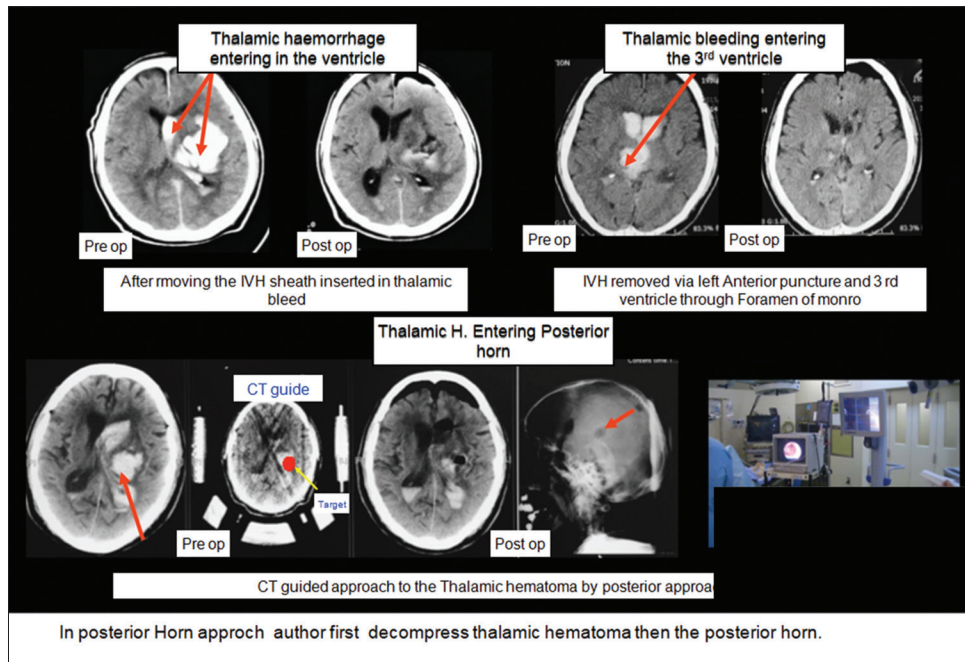 Thalamic haemorrhage
entering in the ventricle
Thalamic bleeding entering
the 3rd ventricle
Pre op
Post op
Pre op
Post op
83.3%
83.3%
After rmoving the IVH sheath inserted in thalamic
bleed
IVH removed via left Anterior puncture and 3 rd
ventricle through Foramen of monro
Thalamic H. Entering Posterior
horn
CT guide
Target
Pre op
Post op
CT guided approach to the Thalamic hematoma by posterior approa
In posterior Horn approch author first decompress thalamic hematoma then the posterior horn.